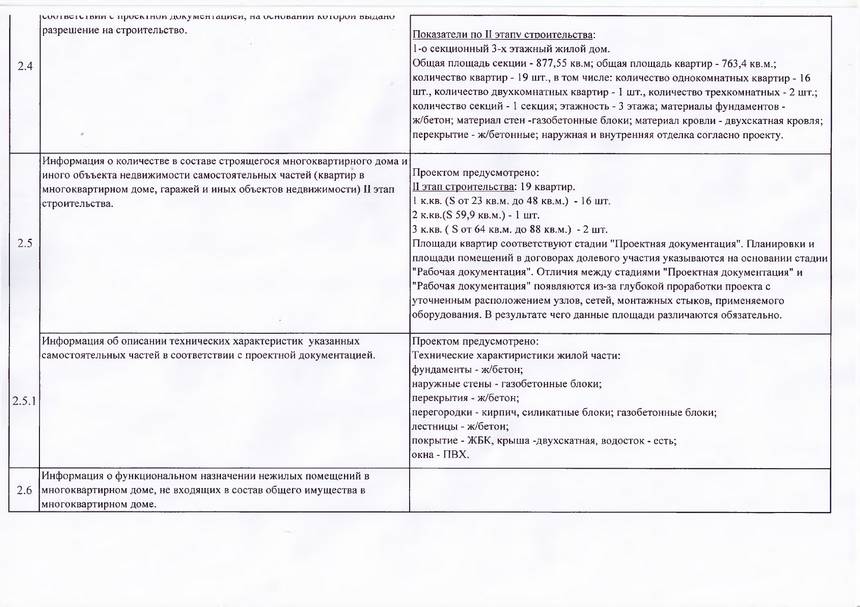 соответствии с проектной документацией, на основании которой выдано
разрешение на строительство.
2.4
Показатели по II этапу строительства:
1-о секционный 3-х этажный жилой дом.
Общая площадь секции - 877,55 кв.м; общая площадь квартир - 763,4 кв.м.;
количество квартир - 19 шт., в том числе: количество однокомнатных квартир - 16
шт., количество двухкомнатных квартир - 1 шт., количество трехкомнатных - 2 шт.;
количество секций - 1 секция; этажность - 3 этажа; материалы фундаментов -
ж/бетон; материал стен -газобетонные блоки; материал кровли - двухскатная кровля;
перекрытие - ж/бетонные; наружная и внутренняя отделка согласно проекту.
2.5
Информация о количестве в составе строящегося многоквартирного дома и
иного объекта недвижимости самостоятельных частей (квартир в
многоквартирном доме, гаражей и иных объектов недвижимости) II этап
строительства.
Проектом предусмотрено:
II этап строительства: 19 квартир.
1 к.кв. (S от 23 кв.м. до 48 кв.м.) - 16 шт.
2 к.кв.(S 59,9 кв.м.) - 1 шт.
3 к.кв. ( S от 64 кв.м. до 88 кв.м.) - 2 шт.
Площади квартир соответствуют стадии "Проектная документация". Планировки и
площади помещений в договорах долевого участия указываются на основании стадии
"Рабочая документация". Отличия между стадиями "Проектная документация" и
"Рабочая документация" появляются из-за глубокой проработки проекта с
уточненным расположением узлов, сетей, монтажных стыков, применяемого
оборудования. В результате чего данные площади различаются обязательно.
2.5.1
Информация об описании технических характеристик указанных
самостоятельных частей в соответствии с проектной документацией.
Проектом предусмотрено:
Технические характиристики жилой части:
фундаменты - ж/бетон;
наружные стены - газобетонные блоки;
перекрытия - ж/бетон;
перегородки - кирпич, силикатные блоки; газобетонные блоки;
лестницы - ж/бетон;
покрытие - ЖБК, крыша -двухскатная, водосток - есть;
окна - ПВХ.
2.6
Информация о функциональном назначении нежилых помещений в
многоквартирном доме, не входящих в состав общего имущества в
многоквартирном доме.